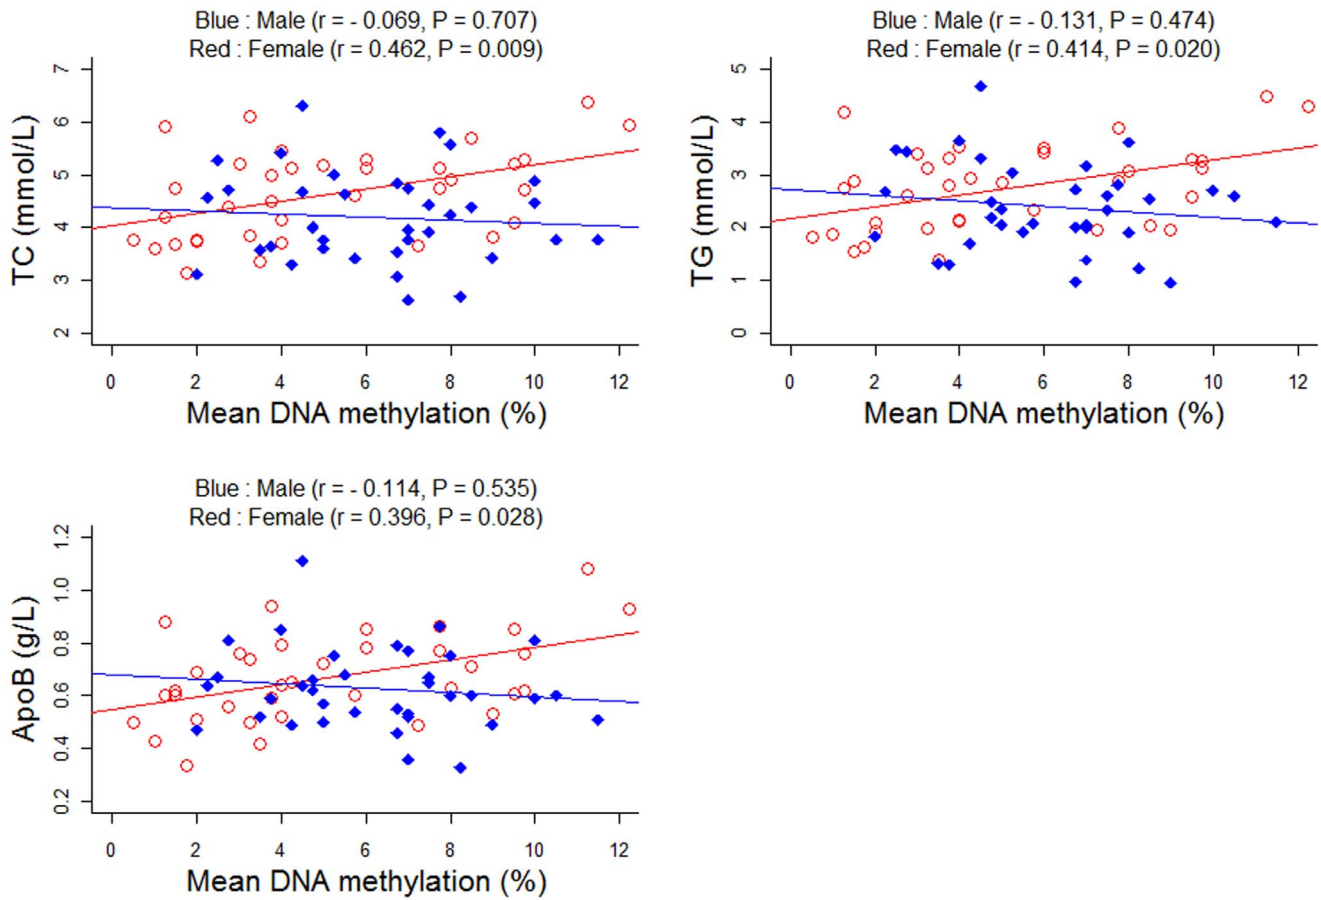 Blue : Male (r = - 0.069, P = 0.707)
Red : Female (r = 0.462, P = 0.009)
TC (mmol/L)
7
6
5
4
3
2
0 2 4 6 8 10 12
Mean DNA methylation (%)
Blue : Male (r = - 0.131, P = 0.474)
Red : Female (r = 0.414, P = 0.020)
TG (mmol/L)
5
4
3
2
1
0
0 2 4 6 8 10 12
Mean DNA methylation (%)
Blue : Male (r = - 0.114, P = 0.535)
Red : Female (r = 0.396, P = 0.028)
ApoB (g/L)
1.2
1.0
0.8
0.6
0.4
0.2
0 2 4 6 8 10 12
Mean DNA methylation (%)